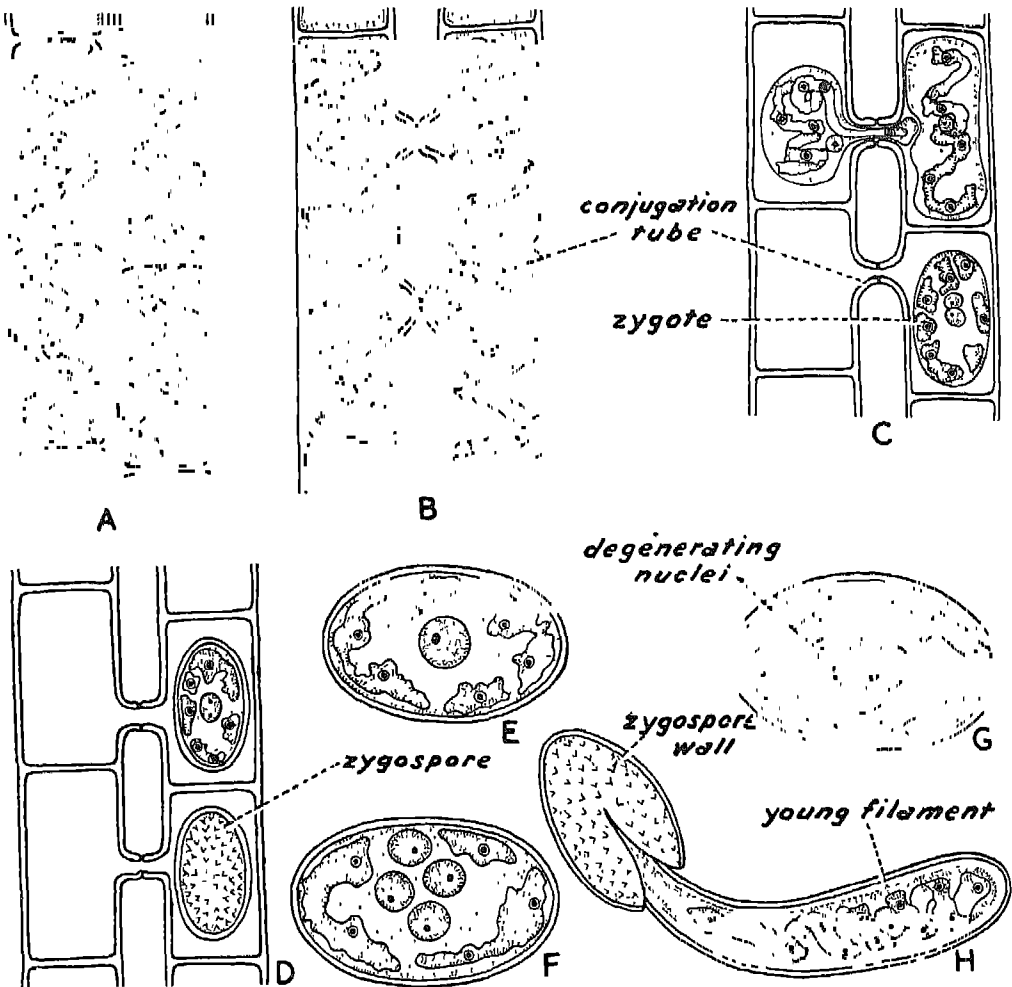 conjugation
tube
zygote
C
A
B
degenerating
nuclei
E
zygospore
wall
G
zygospore
young filament
D
F
H